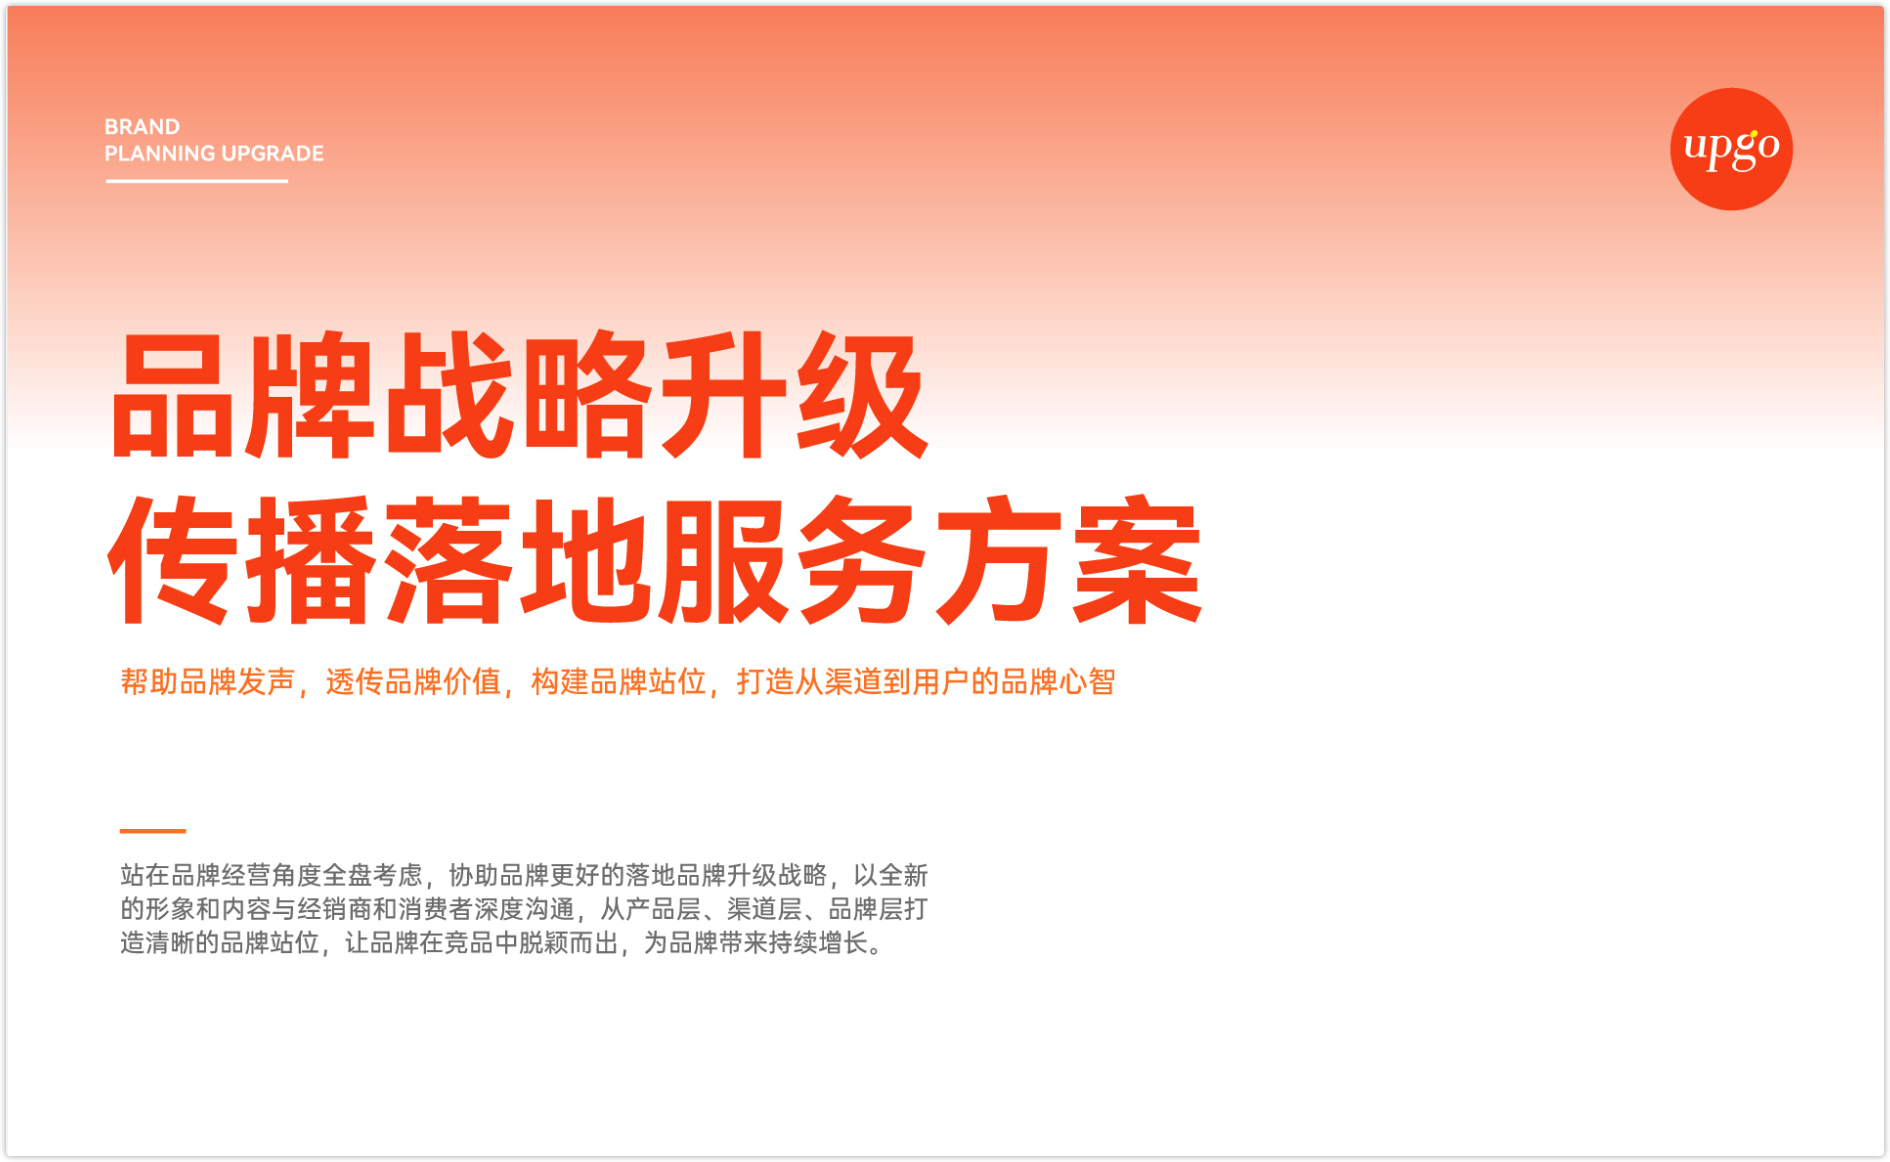 BRAND
PLANNING UPGRADE
upgo
品牌战略升级
传播落地服务方案
帮助品牌发声，透传品牌价值，构建品牌站位，打造从渠道到用户的品牌心智
站在品牌经营角度全盘考虑，协助品牌更好的落地品牌升级战略，以全新
的形象和内容与经销商和消费者深度沟通，从产品层、渠道层、品牌层打
造清晰的品牌站位，让品牌在竞品中脱颖而出，为品牌带来持续增长。